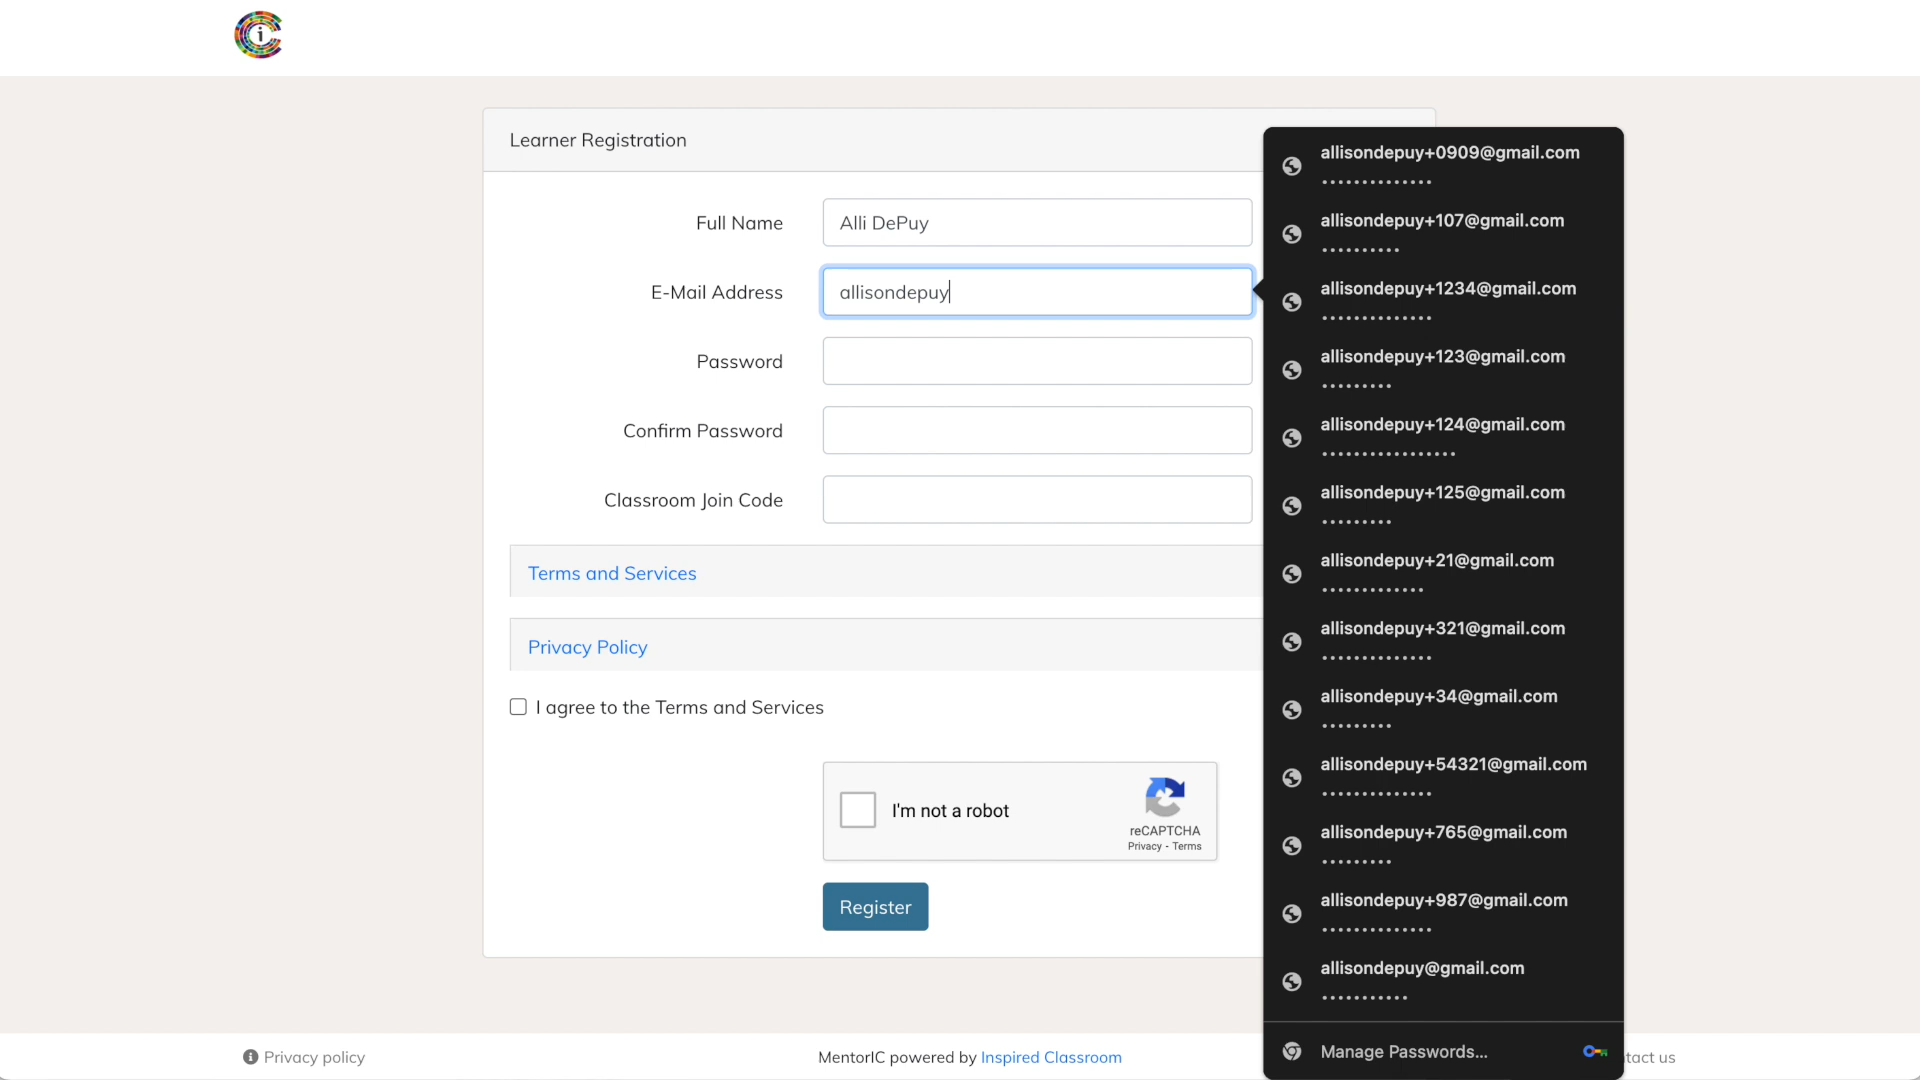 i
Learner Registration
Full Name
Alli DePuy
E-Mail Address
allisondepuy
Password
Confirm Password
Classroom Join Code
Terms and Services
Privacy Policy
I agree to the Terms and Services
I'm not a robot
reCAPTCHA
Privacy - Terms
Register
allisondepuy+0909@gmail.com
••••••••••••••
allisondepuy+107@gmail.com
••••••••••
allisondepuy+1234@gmail.com
••••••••••••••
allisondepuy+123@gmail.com
•••••••••
allisondepuy+124@gmail.com
•••••••••••••••••
allisondepuy+125@gmail.com
•••••••••
allisondepuy+21@gmail.com
•••••••••••••
allisondepuy+321@gmail.com
••••••••••••••
allisondepuy+34@gmail.com
•••••••••
allisondepuy+54321@gmail.com
••••••••••••••
allisondepuy+765@gmail.com
•••••••••
allisondepuy+987@gmail.com
••••••••••••••
allisondepuy@gmail.com
•••••••••••
Manage Passwords...
Privacy policy
MentorIC powered by Inspired Classroom
tact us